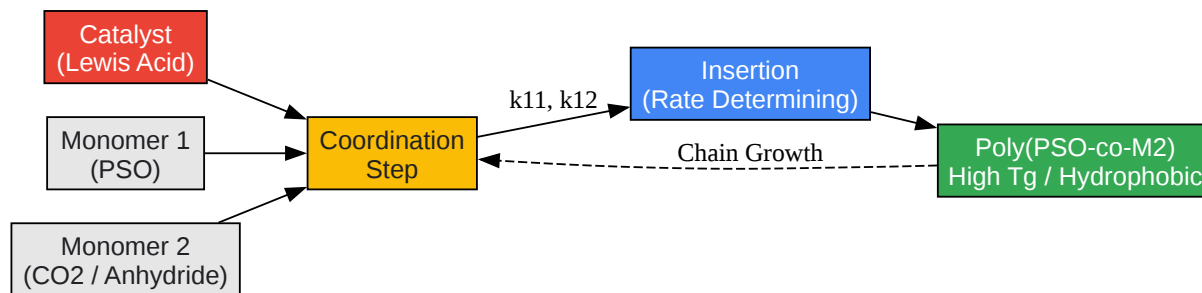 Catalyst
(Lewis Acid)
Monomer 1
(PSO)
Monomer 2
(CO2 / Anhydride)
Coordination
Step
k11, k12
Insertion
(Rate Determining)
Chain Growth
Poly(PSO-co-M2)
High Tg / Hydrophobic